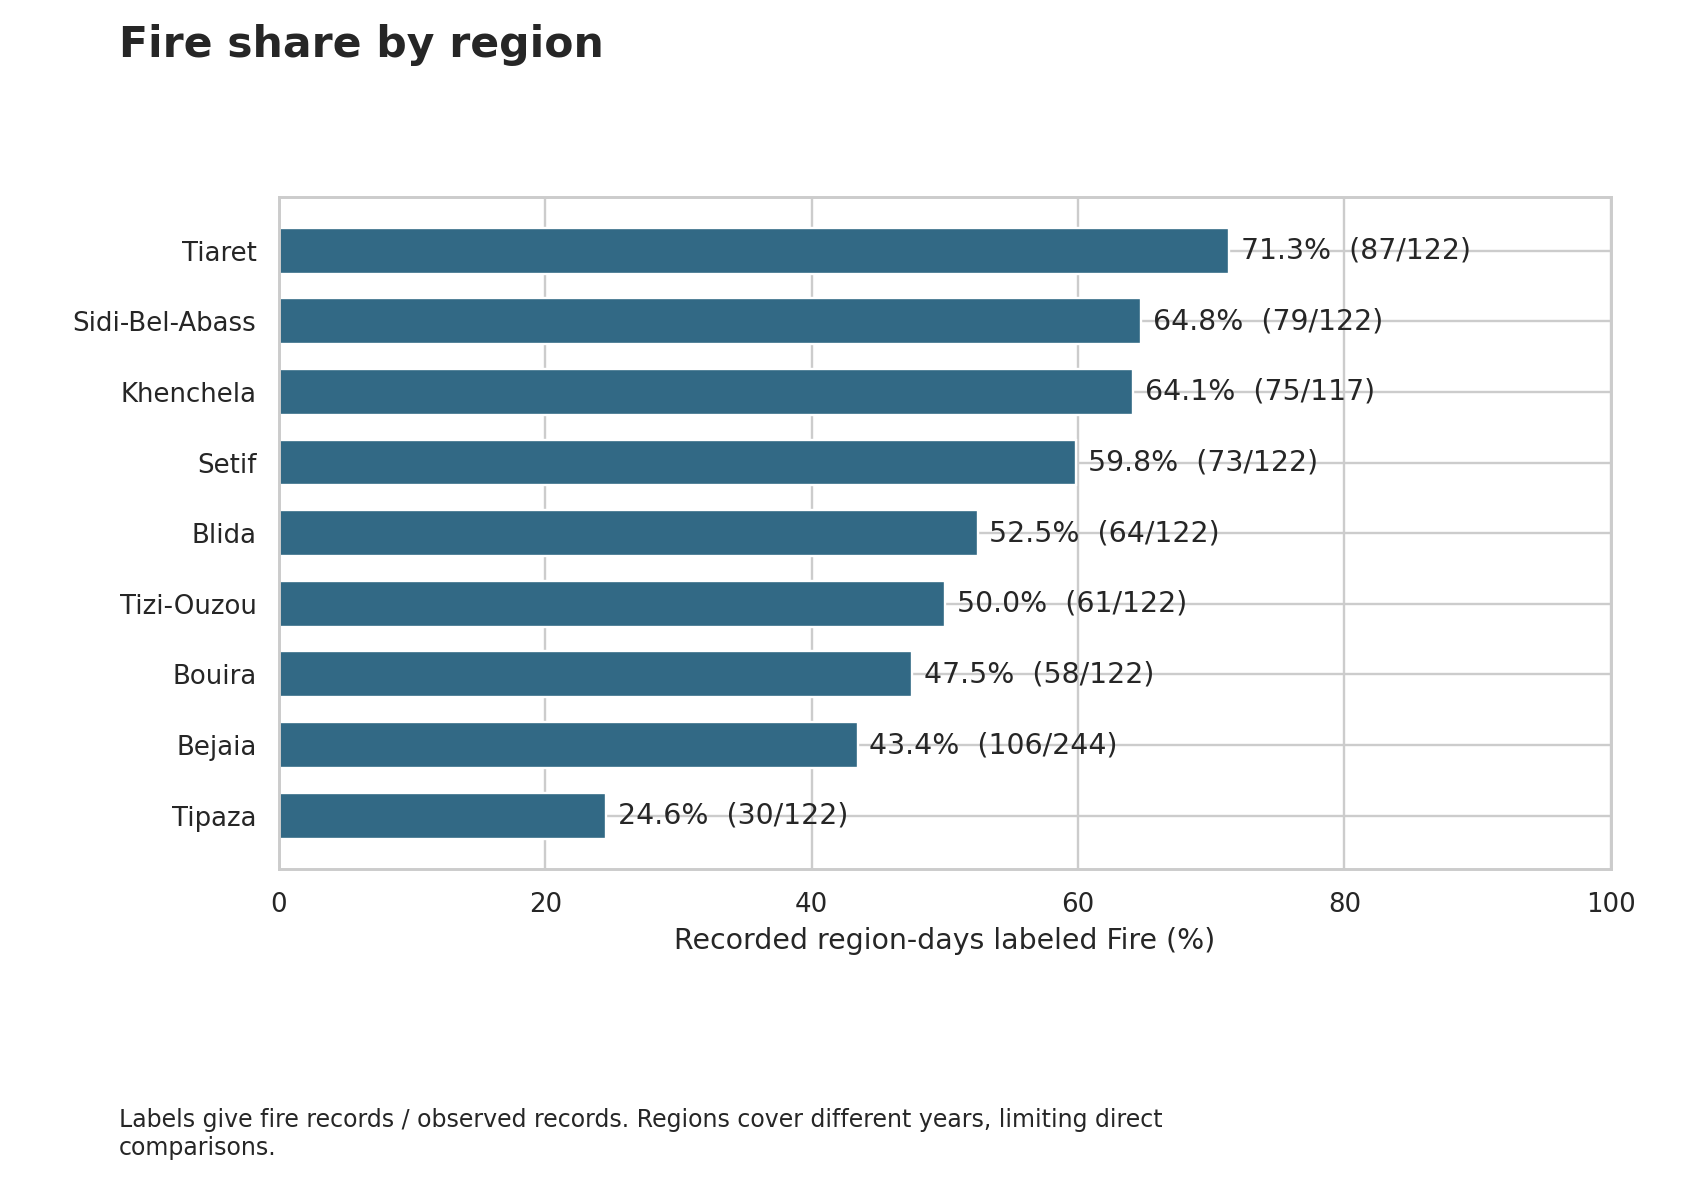 Fire share by region
Tiaret 71.3% (87/122)
Sidi-Bel-Abass 64.8% (79/122)
Khenchela 64.1% (75/117)
Setif 59.8% (73/122)
Blida 52.5% (64/122)
Tizi-Ouzou 50.0% (61/122)
Bouira 47.5% (58/122)
Bejaia 43.4% (106/244)
Tipaza 24.6% (30/122)
0 20 40 60 80 100
Recorded region-days labeled Fire (%)
Labels give fire records / observed records. Regions cover different years, limiting direct
comparisons.